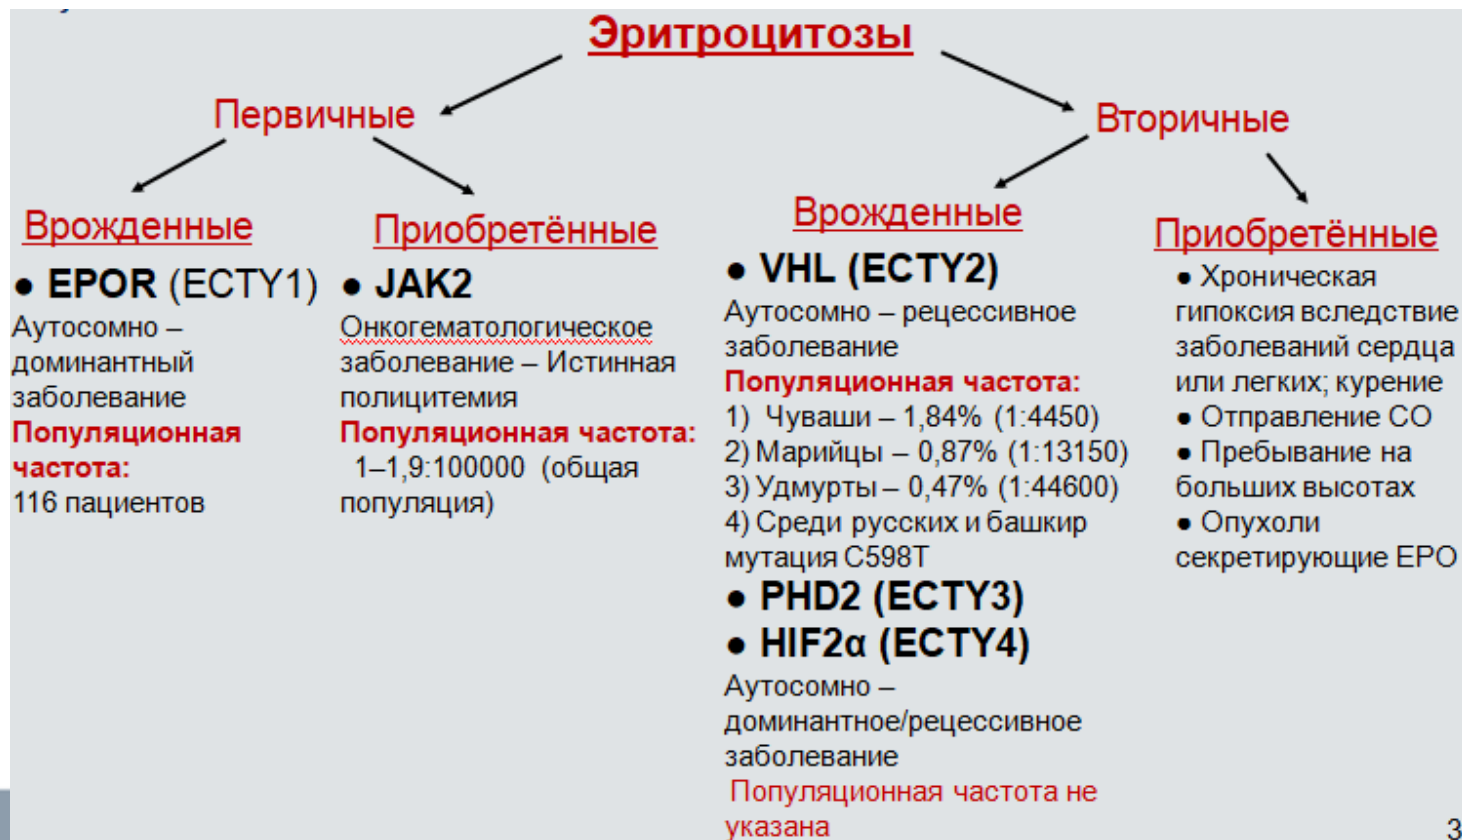 Эритроцитозы
Первичные
Вторичные
Врожденные
● EPOR (ECTY1)
Аутосомно –
доминантный
заболевание
Популяционная
частота:
116 пациентов
Приобретённые
● JAK2
Онкогематологическое
заболевание – Истинная
полицитемия
Популяционная частота:
1–1,9:100000 (общая
популяция)
Врожденные
● VHL (ECTY2)
Аутосомно – рецессивное
заболевание
Популяционная частота:
1) Чуваши – 1,84% (1:4450)
2) Марийцы – 0,87% (1:13150)
3) Удмурты – 0,47% (1:44600)
4) Среди русских и башкир
мутация C598T
● PHD2 (ECTY3)
● HIF2α (ECTY4)
Аутосомно –
доминантное/рецессивное
заболевание
Популяционная частота не
указана
Приобретённые
● Хроническая
гипоксия вследствие
заболеваний сердца
или легких; курение
● Отправление СО
● Пребывание на
больших высотах
● Опухоли
секретирующие ЕРО
3